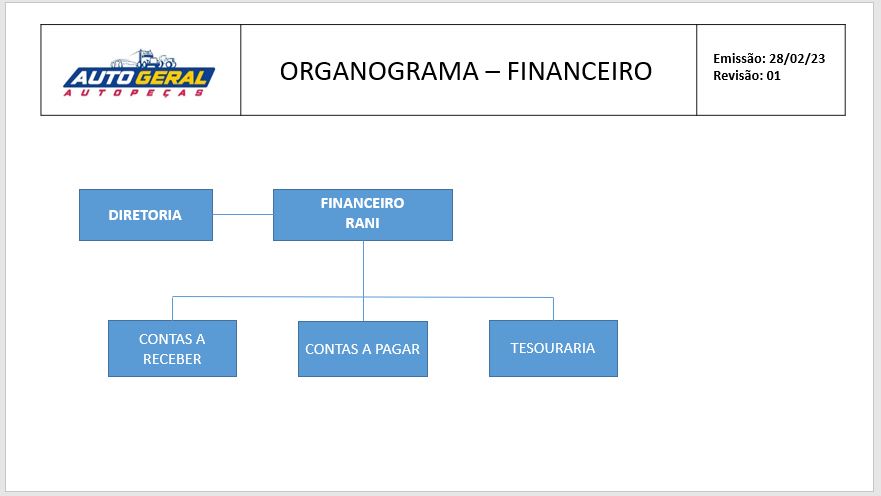 AUTO GERAL
AUTOPEÇAS
ORGANOGRAMA – FINANCEIRO
Emissão: 28/02/23
Revisão: 01
DIRETORIA
FINANCEIRO
RANI
CONTAS A
RECEBER
CONTAS A PAGAR
TESOURARIA